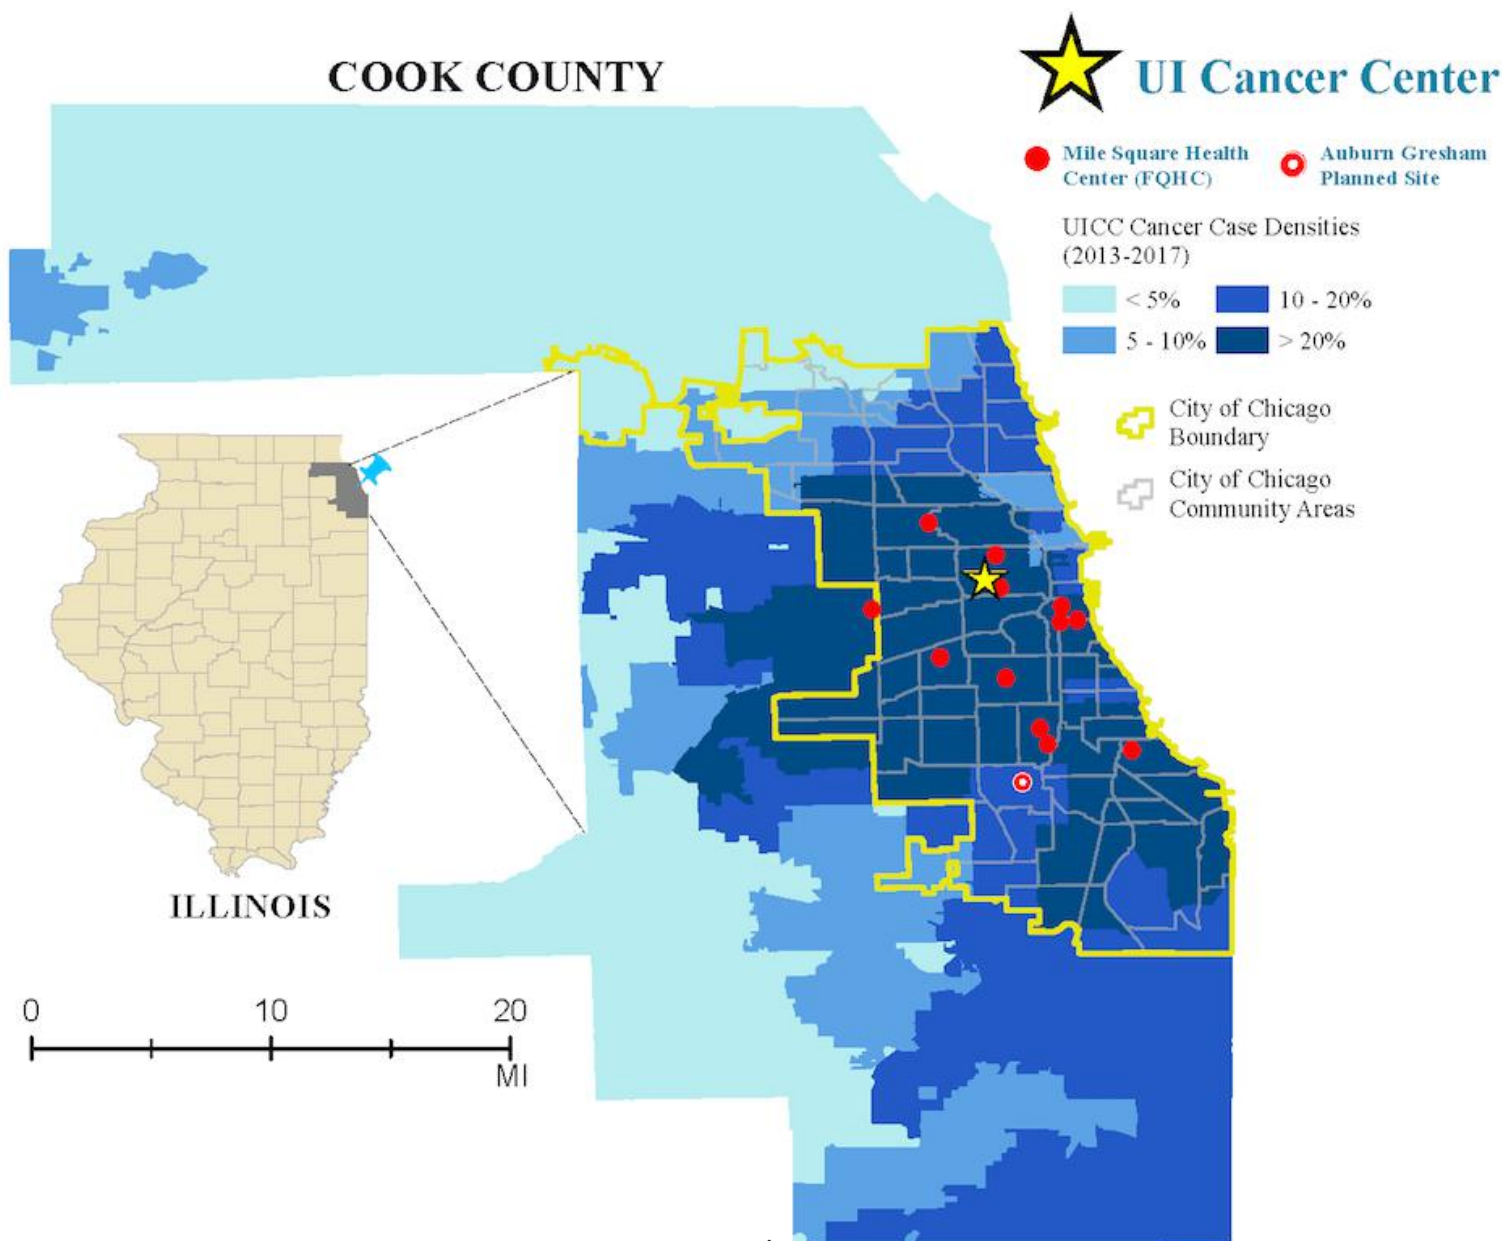 COOK COUNTY
UI Cancer Center
Mile Square Health
Center (FQHC)
Auburn Gresham
Planned Site
UICC Cancer Case Densities
(2013-2017)
< 5%
10 - 20%
5 - 10%
> 20%
City of Chicago
Boundary
City of Chicago
Community Areas
ILLINOIS
0 10 20
MI